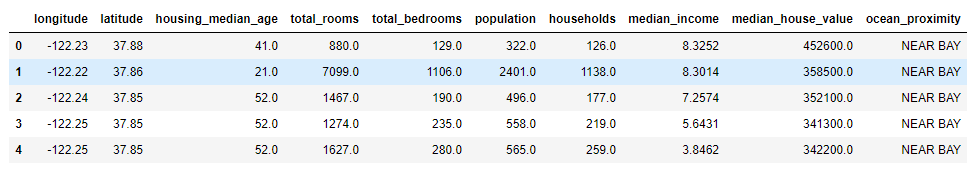 longitude latitude housing_median_age total_rooms total_bedrooms population households median_income median_house_value ocean_proximity
0 -122.23 37.88 41.0 880.0 129.0 322.0 126.0 8.3252 452600.0 NEAR BAY
1 -122.22 37.86 21.0 7099.0 1106.0 2401.0 1138.0 8.3014 358500.0 NEAR BAY
2 -122.24 37.85 52.0 1467.0 190.0 496.0 177.0 7.2574 352100.0 NEAR BAY
3 -122.25 37.85 52.0 1274.0 235.0 558.0 219.0 5.6431 341300.0 NEAR BAY
4 -122.25 37.85 52.0 1627.0 280.0 565.0 259.0 3.8462 342200.0 NEAR BAY